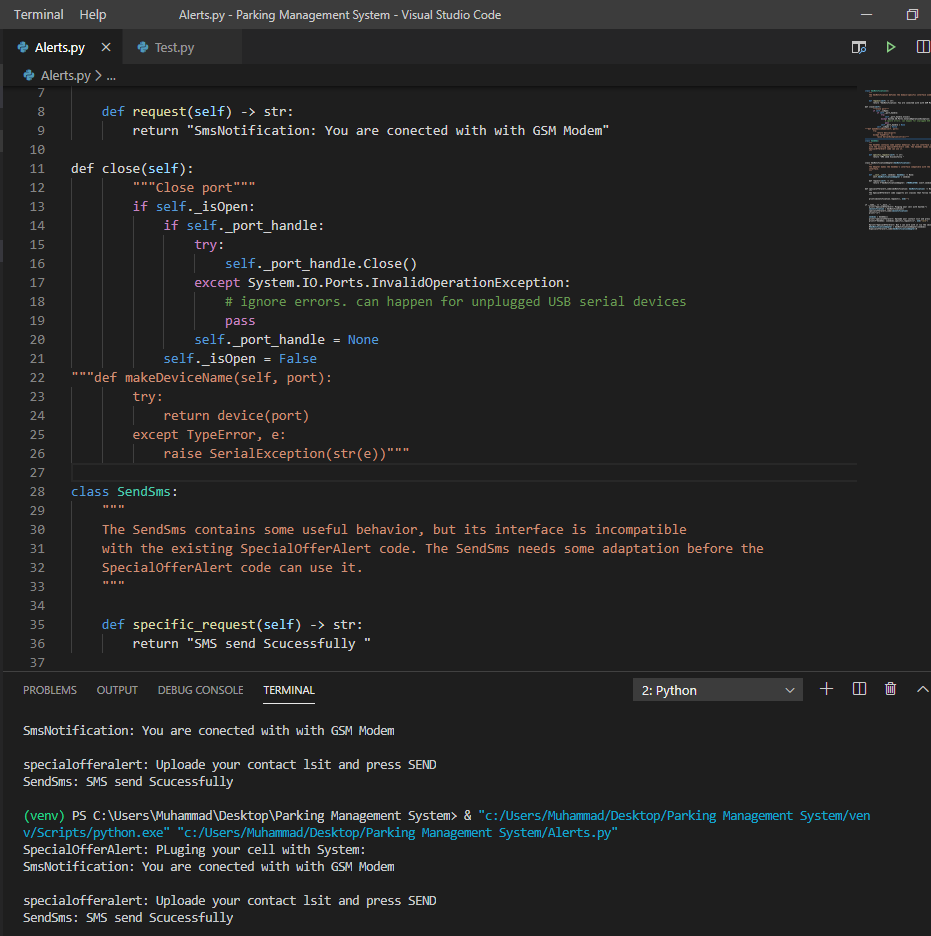 Terminal Help Alerts.py - Parking Management System - Visual Studio Code
Alerts.py Test.py
Alerts.py > ...
7
8 def request(self) -> str:
9 return "SmsNotification: You are conected with with GSM Modem"
10
11 def close(self):
12 """Close port"""
13 if self._isOpen:
14 if self._port_handle:
15 try:
16 self._port_handle.Close()
17 except System.IO.Ports.InvalidOperationException:
18 # ignore errors. can happen for unplugged USB serial devices
19 pass
20 self._port_handle = None
21 self._isOpen = False
22 """def makeDeviceName(self, port):
23 try:
24 return device(port)
25 except TypeError, e:
26 raise SerialException(str(e))"""
27
28 class SendSms:
29 """
30 The SendSms contains some useful behavior, but its interface is incompatible
31 with the existing SpecialOfferAlert code. The SendSms needs some adaptation before the
32 SpecialOfferAlert code can use it.
33 """
34
35 def specific_request(self) -> str:
36 return "SMS send Scucessfully "
37
PROBLEMS OUTPUT DEBUG CONSOLE TERMINAL 2: Python
SmsNotification: You are conected with with GSM Modem
specialofferalert: Uploade your contact lsit and press SEND
SendSms: SMS send Scucessfully
(venv) PS C:\Users\Muhammad\Desktop\Parking Management System> & "c:/Users/Muhammad/Desktop/Parking Management System/ven
v/Scripts/python.exe" "c:/Users/Muhammad/Desktop/Parking Management System/Alerts.py"
SpecialOfferAlert: PLuging your cell with System:
SmsNotification: You are conected with with GSM Modem
specialofferalert: Uploade your contact lsit and press SEND
SendSms: SMS send Scucessfully